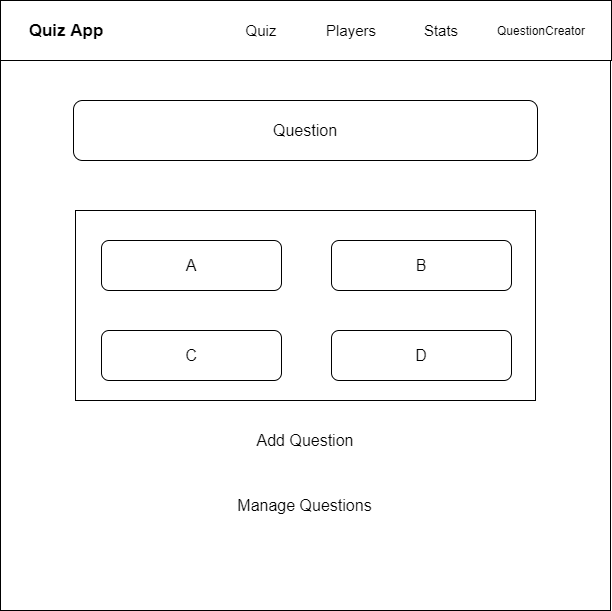 Quiz App Quiz Players Stats QuestionCreator
Question
A B
C D
Add Question
Manage Questions